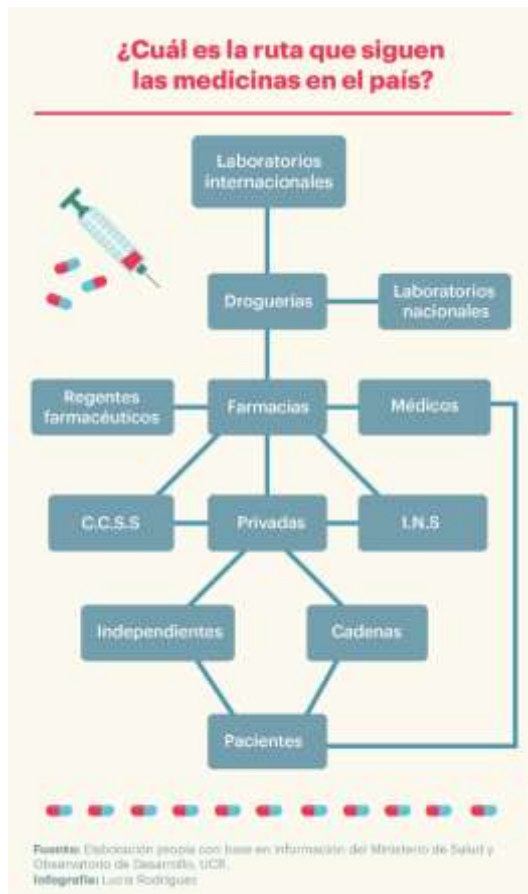 ¿Cuál es la ruta que siguen
las medicinas en el país?
Laboratorios
internacionales
Droguerías
Laboratorios
nacionales
Regentes
farmacéuticos
Farmacias
Médicos
C.C.S.S
Privadas
I.N.S
Independientes
Cadenas
Pacientes
Fuente: Elaboración propia con base en información del Ministerio de Salud y
Observatorio de Desarrollo, UCR.
Infografía: Lucía Rodríguez